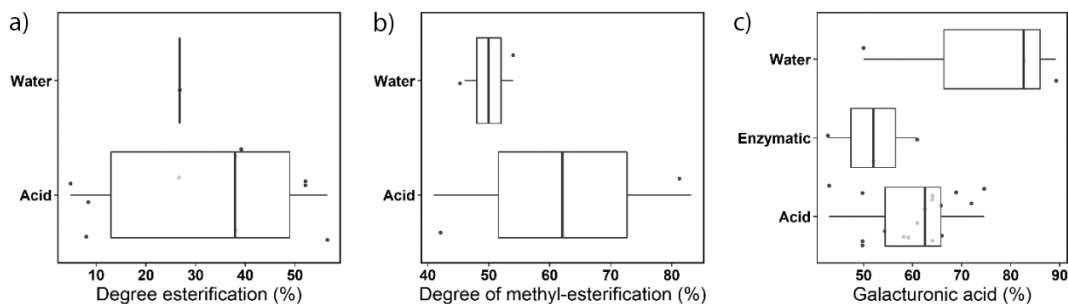 a)
Water
Acid
10 20 30 40 50
Degree esterification (%)
b)
Water
Acid
40 50 60 70 80
Degree of methyl-esterification (%)
c)
Water
Enzymatic
Acid
50 60 70 80 90
Galacturonic acid (%)